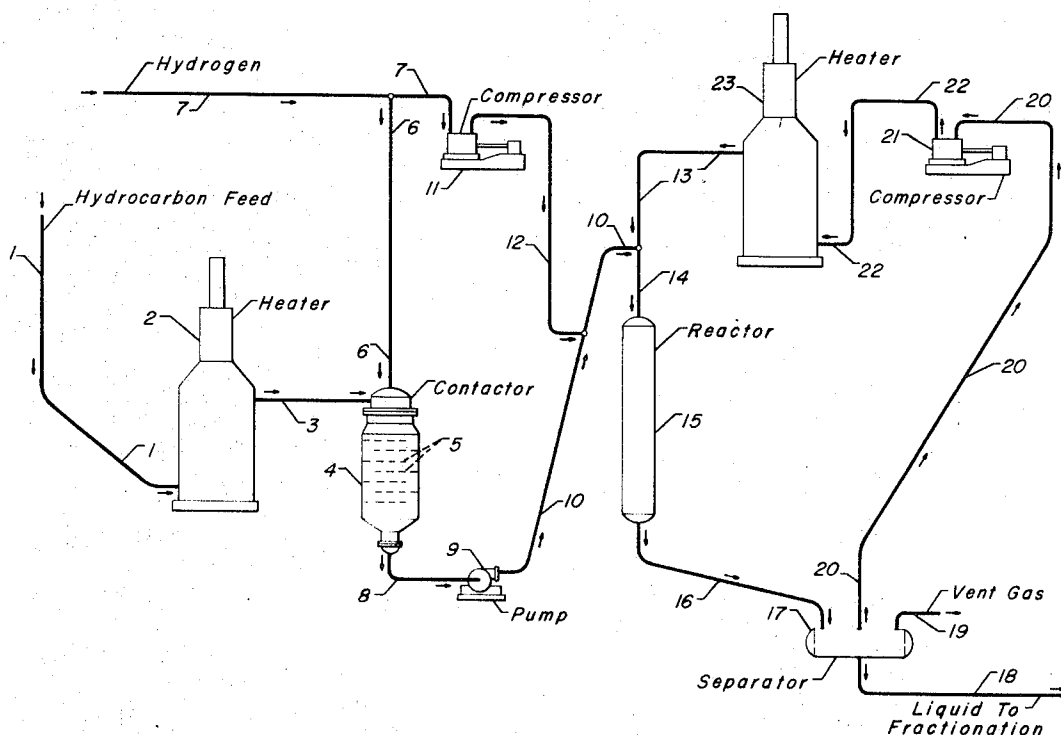 Hydrogen
7
7
Compressor
6
11
Heater
23
22
20
21
Compressor
13
22
Hydrocarbon Feed
1
12
10
14
2
Heater
6
Contactor
Reactor
3
15
20
1
4
5
10
9
8
Pump
16
20
17
Vent Gas
19
Separator
18
Liquid To
Fractionation